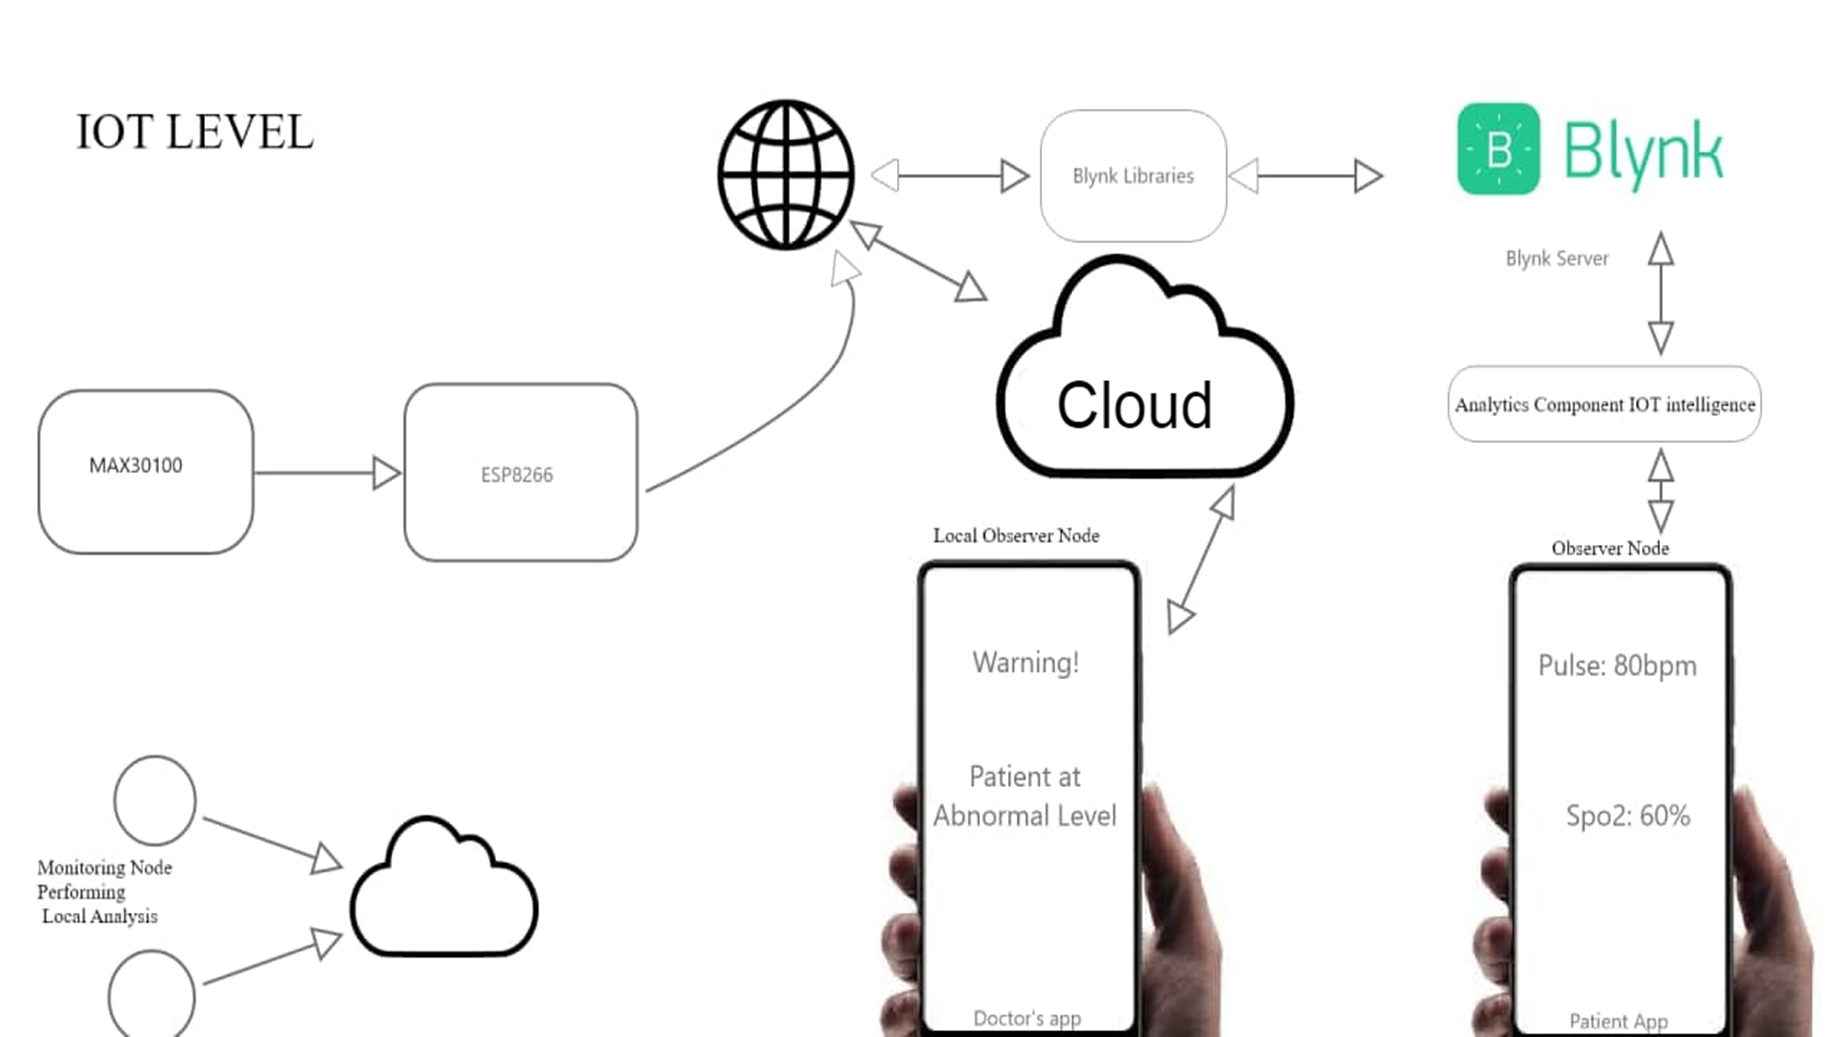 IOT LEVEL
Blynk Libraries
B
Blynk
Blynk Server
Cloud
Analytics Component IOT intelligence
MAX30100
ESP8266
Local Observer Node
Observer Node
Warning!
Patient at
Abnormal Level
Doctor's app
Pulse: 80bpm
Spo2: 60%
Patient App
Monitoring Node
Performing
Local Analysis